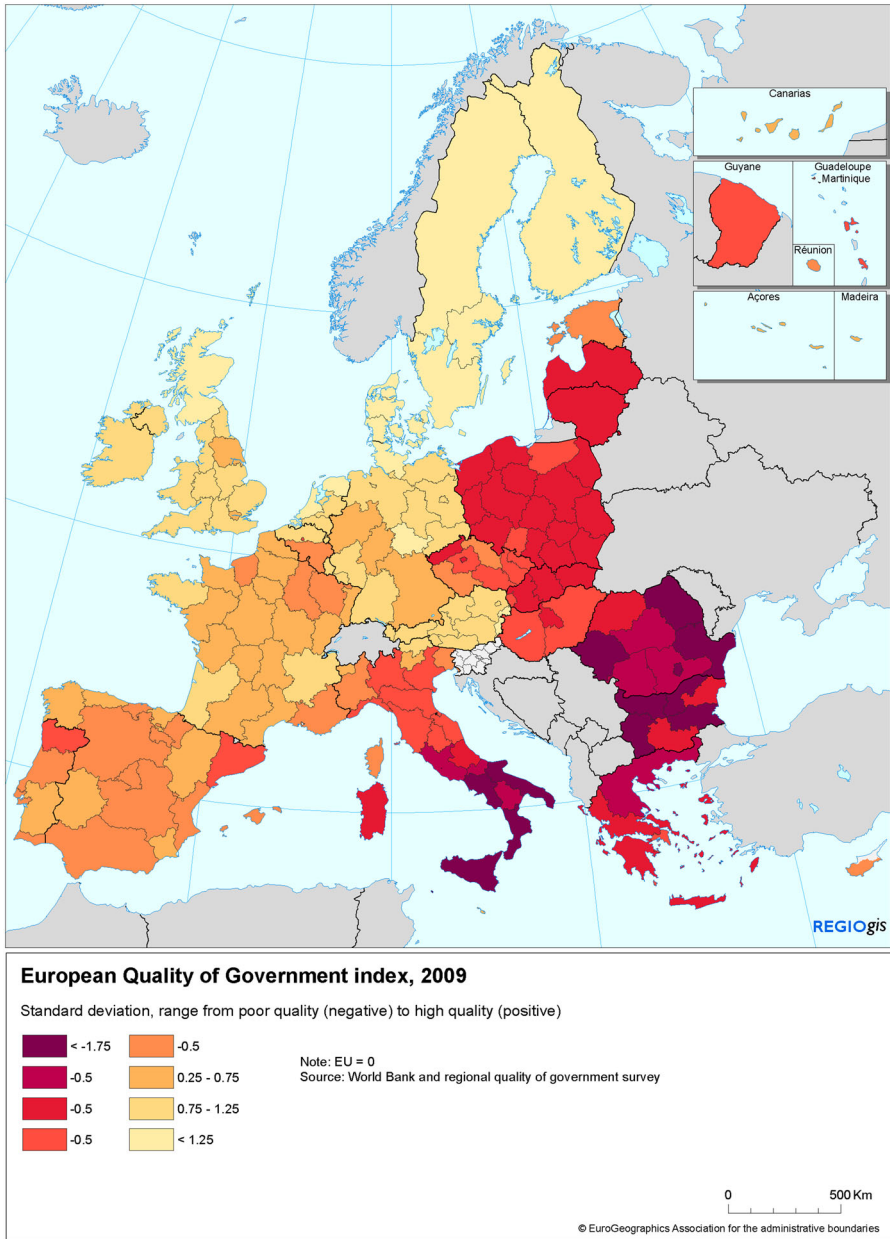 Canarias
Guyane
Guadeloupe
Martinique
Réunion
Açores
Madeira
REGIOgis
European Quality of Government index, 2009
Standard deviation, range from poor quality (negative) to high quality (positive)
< -1.75
-0.5
-0.5
-0.5
-0.5
0.25 - 0.75
0.75 - 1.25
< 1.25
Note: EU = 0
Source: World Bank and regional quality of government survey
0 500 Km
© EuroGeographics Association for the administrative boundaries